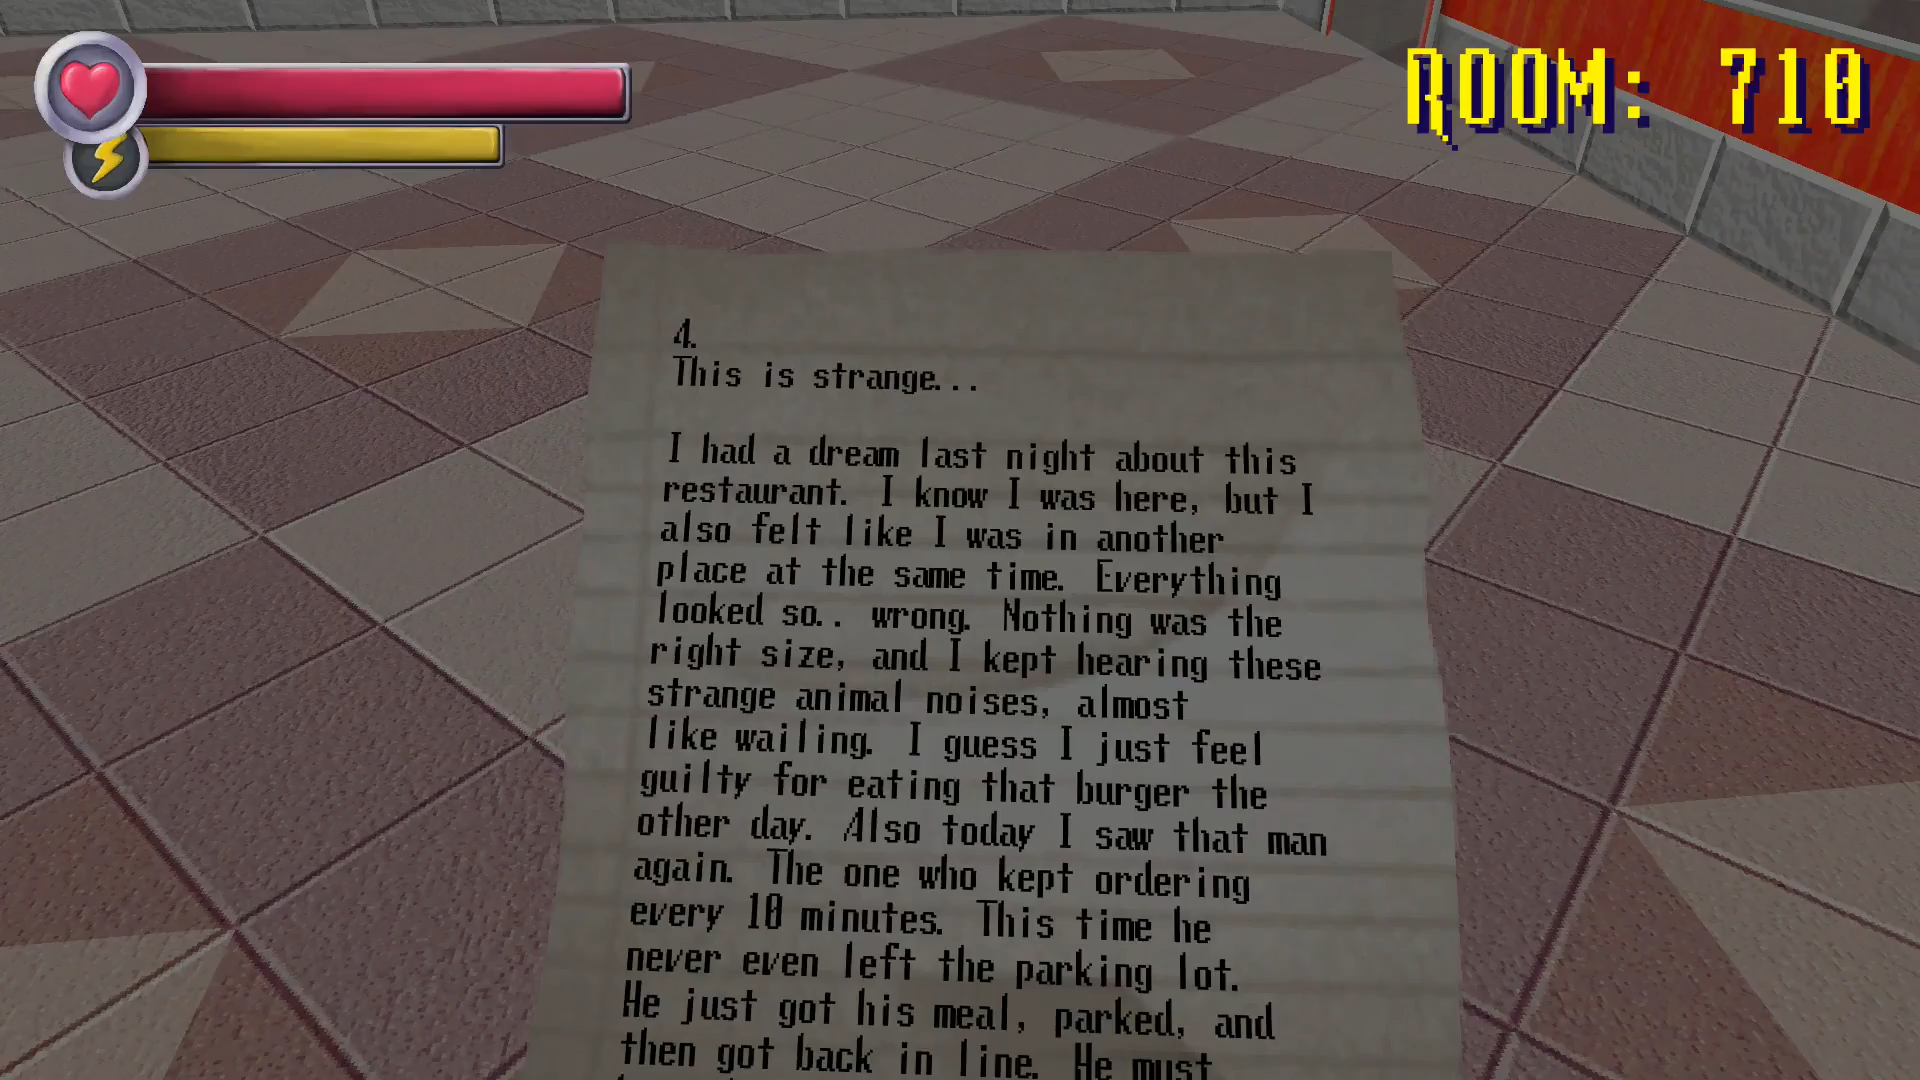 ROOM: 710
4.
This is strange...
I had a dream last night about this
restaurant. I know I was here, but I
also felt like I was in another
place at the same time. Everything
looked so.. wrong. Nothing was the
right size, and I kept hearing these
strange animal noises, almost
like wailing. I guess I just feel
guilty for eating that burger the
other day. Also today I saw that man
again. The one who kept ordering
every 10 minutes. This time he
never even left the parking lot.
He just got his meal, parked, and
then got back in line. He must